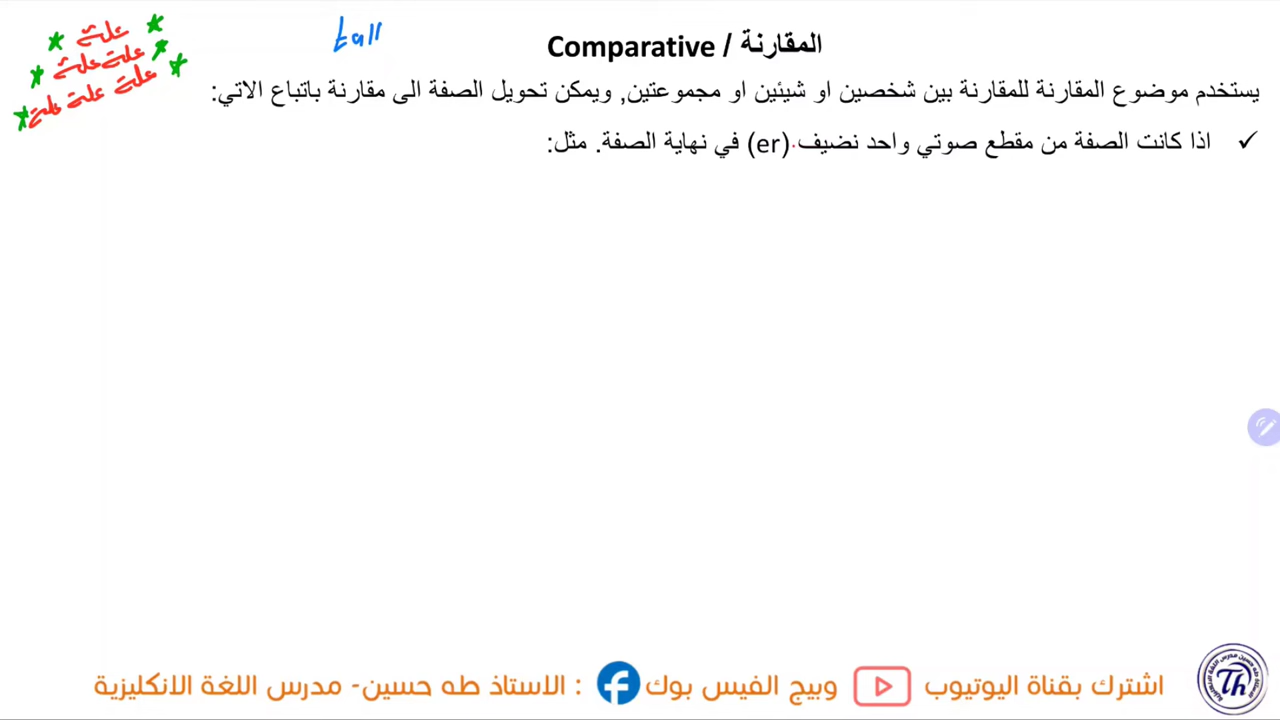 علة
علة علة
علة علة علة
tall
المقارنة / Comparative
يستخدم موضوع المقارنة للمقارنة بين شخصين او شيئين او مجموعتين, ويمكن تحويل الصفة الى مقارنة باتباع الاتي:
✓ اذا كانت الصفة من مقطع صوتي واحد نضيف (er) في نهاية الصفة. مثل:
اشترك بقناة اليوتيوب وبيج الفيس بوك : الاستاذ طه حسين- مدرس اللغة الانكليزية
Th